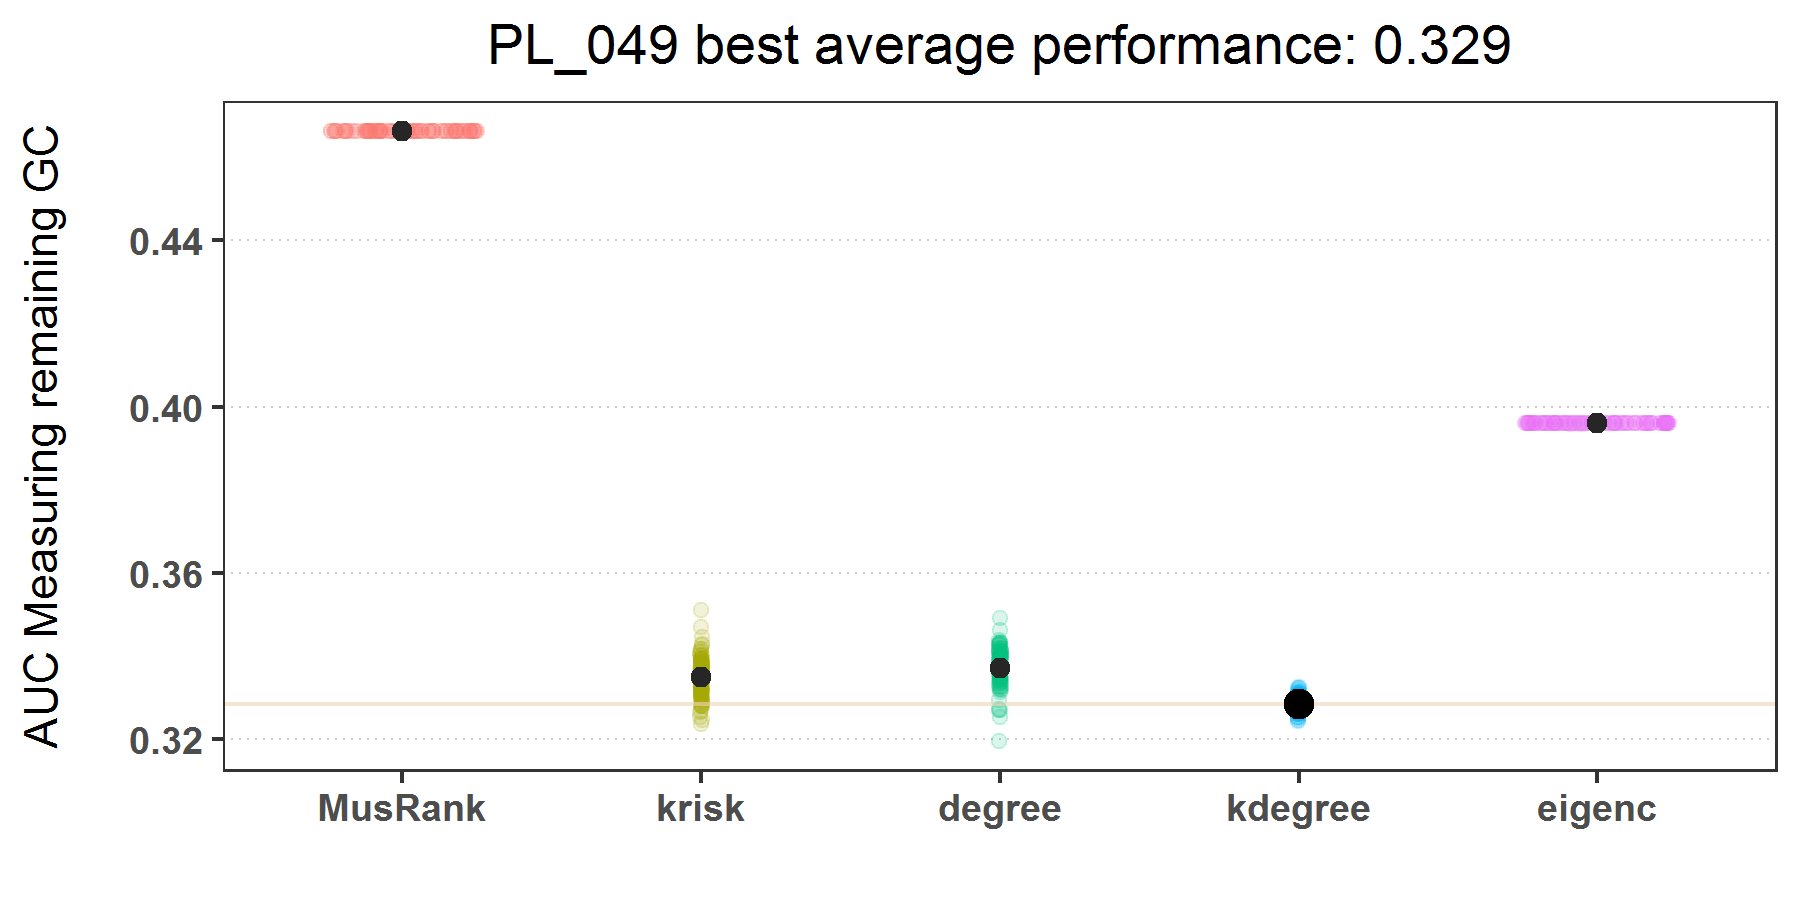 PL_049 best average performance: 0.329
AUC Measuring remaining GC
0.44
0.40
0.36
0.32
MusRank krisk degree kdegree eigenc